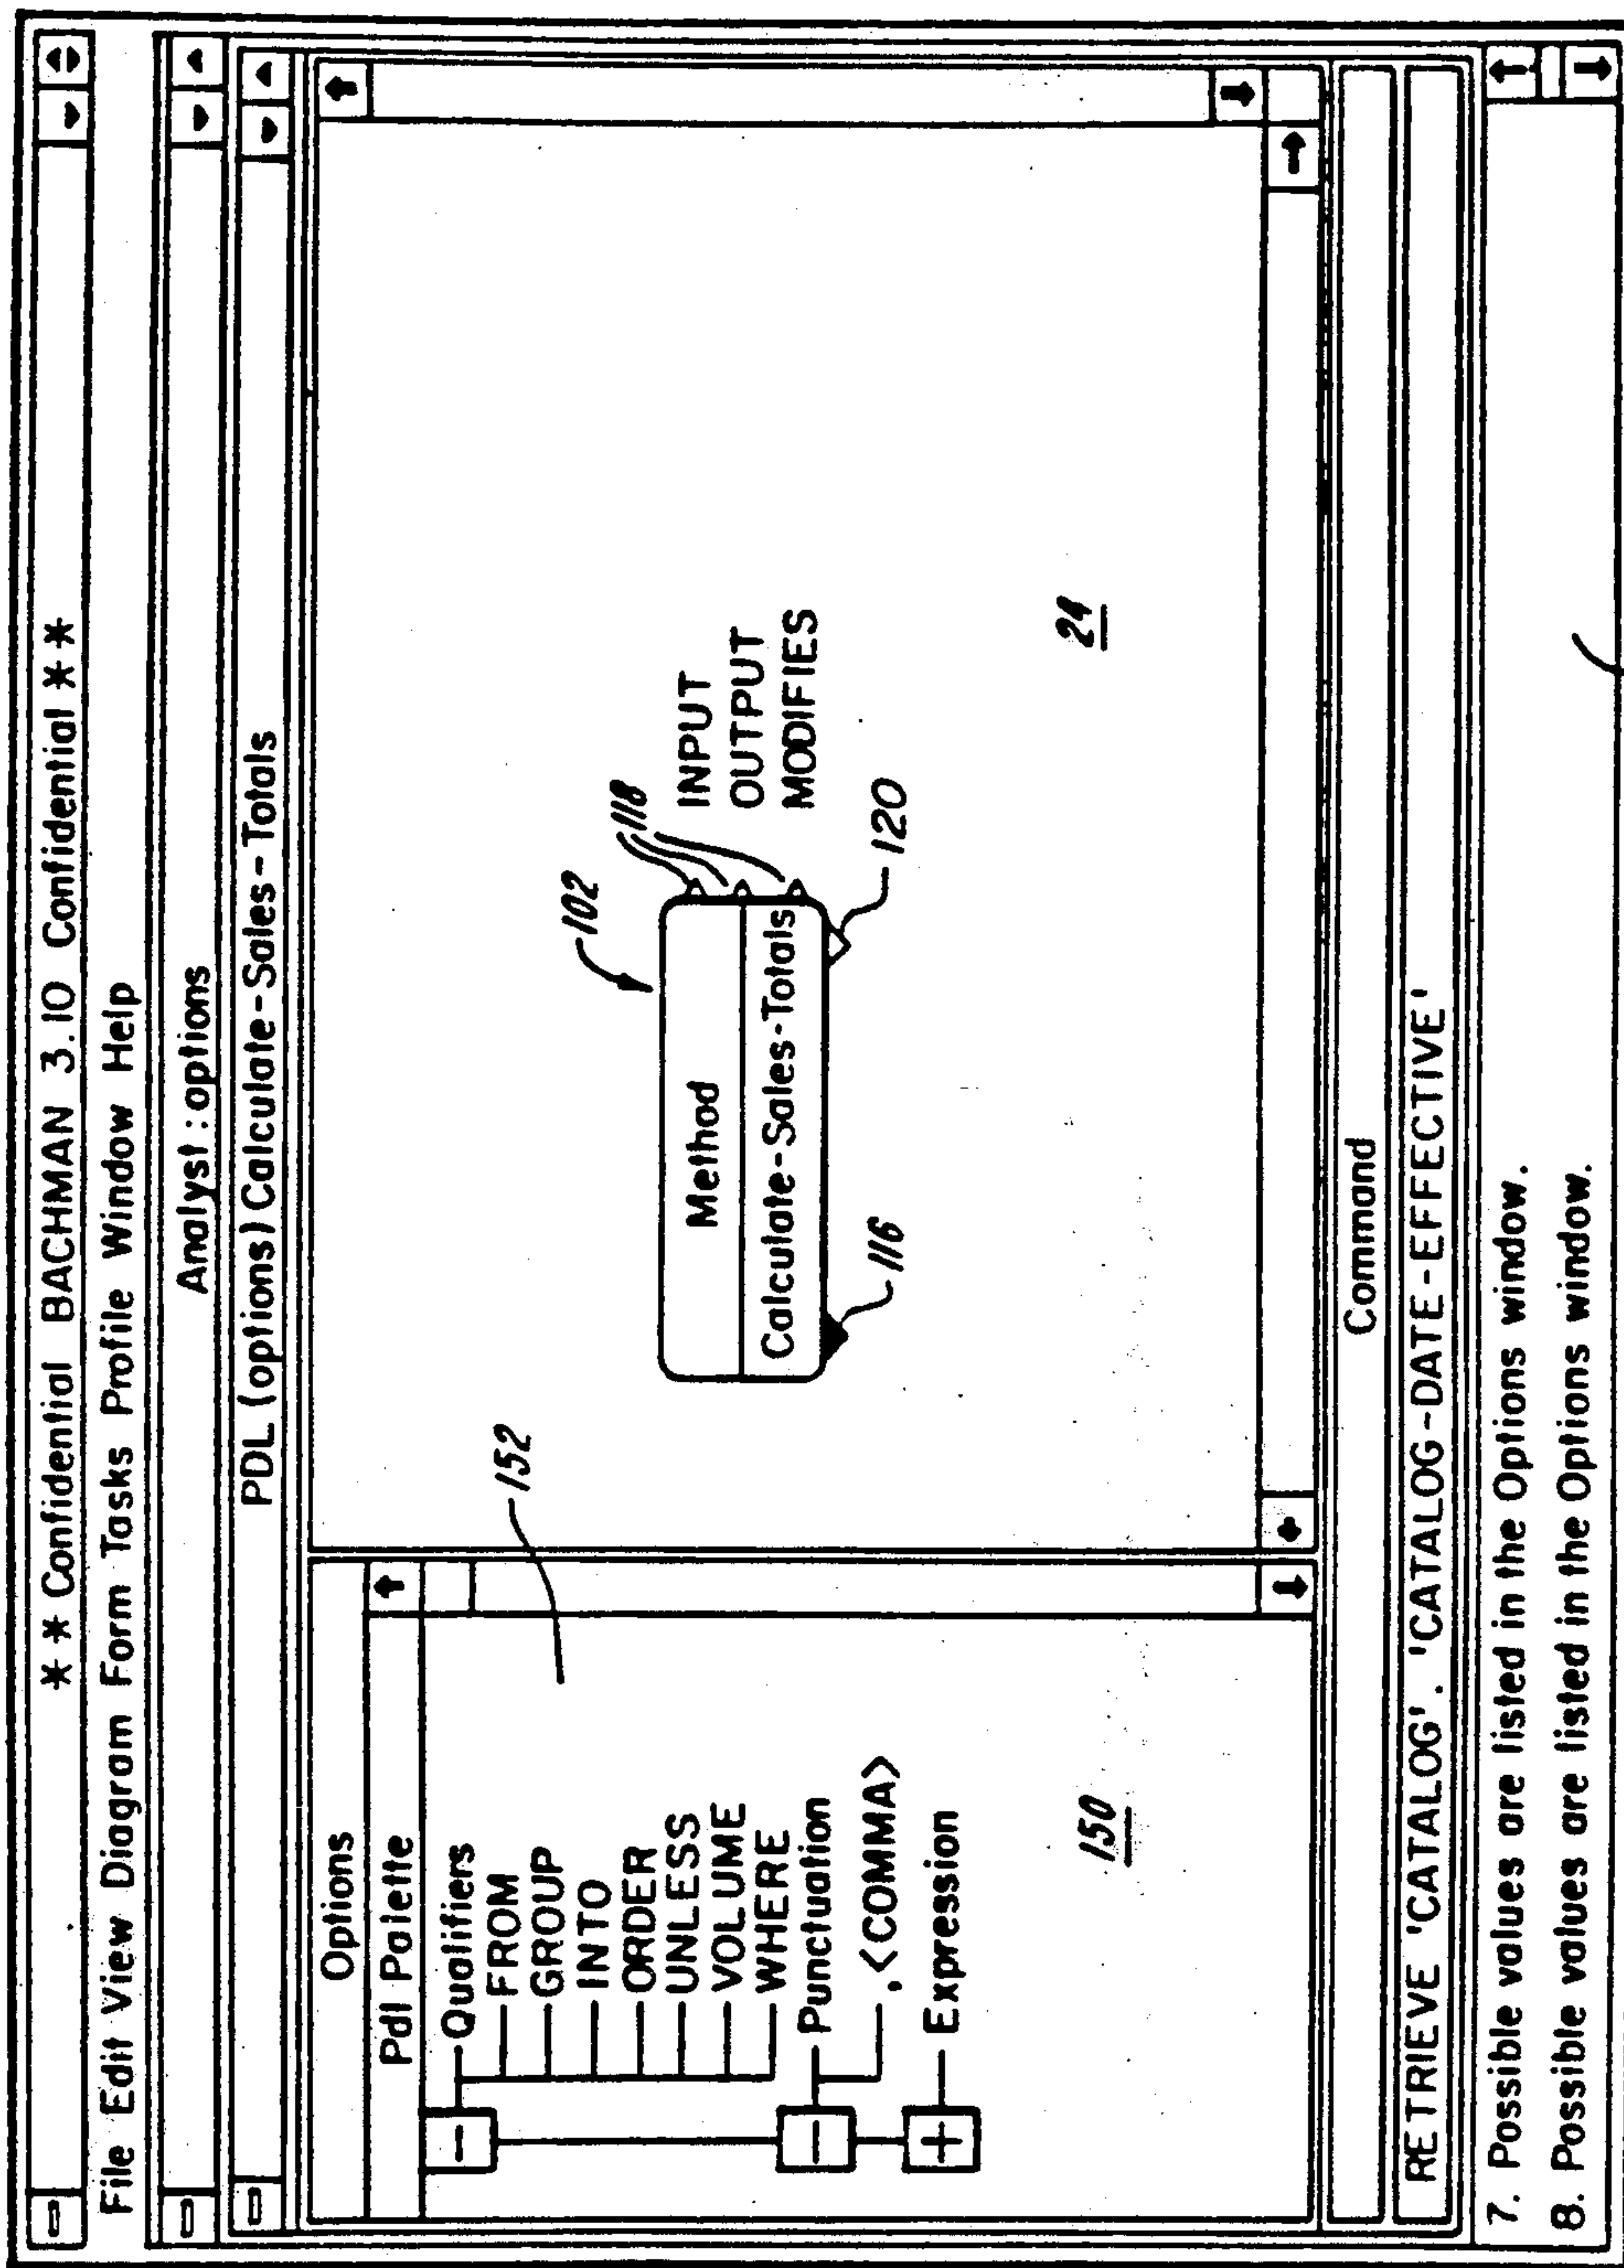 ** Confidential BACHMAN 3.10 Confidential **
File Edit View Diagram Form Tasks Profile Window Help
Analyst: options
PDL (options) Calculate-Sales-Totals
Options
Pdl Palette
Qualifiers
FROM
GROUP
INTO
ORDER
UNLESS
VOLUME
WHERE
Punctuation
,<COMMA>
Expression
150
152
102
118
Method
Calculate-Sales-Totals
INPUT
OUTPUT
MODIFIES
116
120
24
Command
RETRIEVE 'CATALOG'. 'CATALOG-DATE-EFFECTIVE'
7. Possible values are listed in the Options window.
8. Possible values are listed in the Options window.